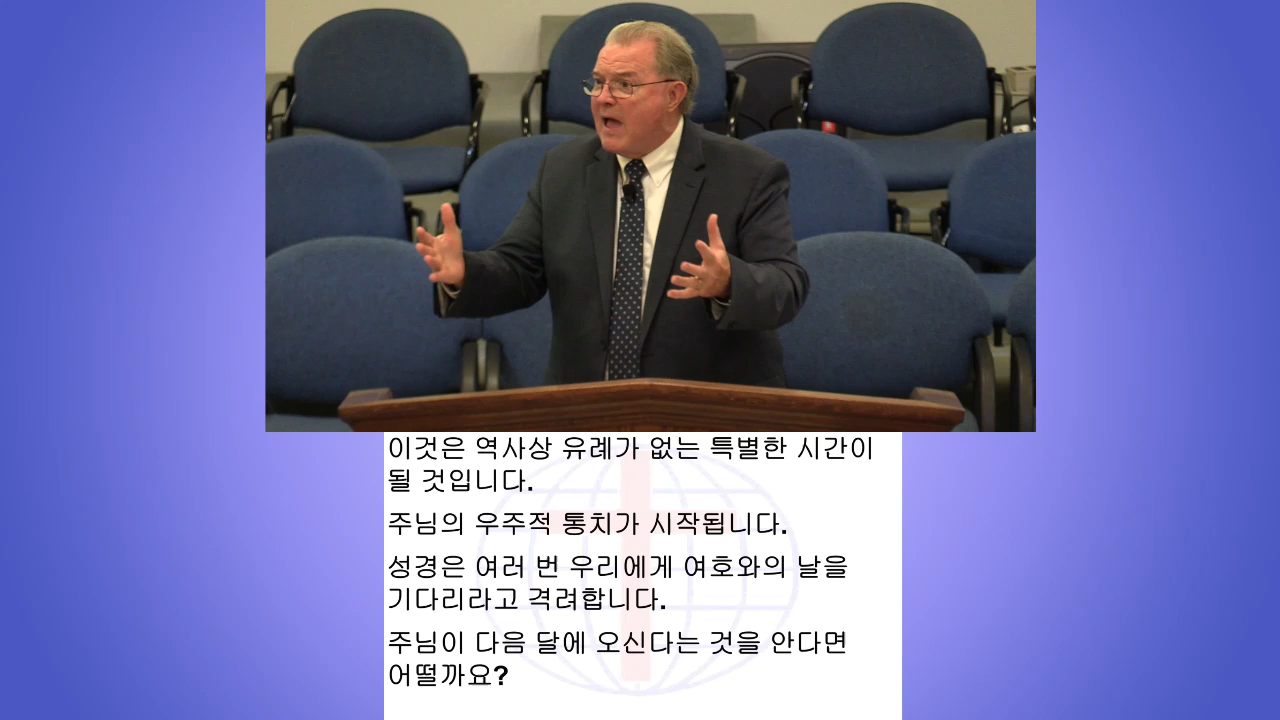 이것은 역사상 유례가 없는 특별한 시간이
될 것입니다.
주님의 우주적 통치가 시작됩니다.
성경은 여러 번 우리에게 여호와의 날을
기다리라고 격려합니다.
주님이 다음 달에 오신다는 것을 안다면
어떨까요?